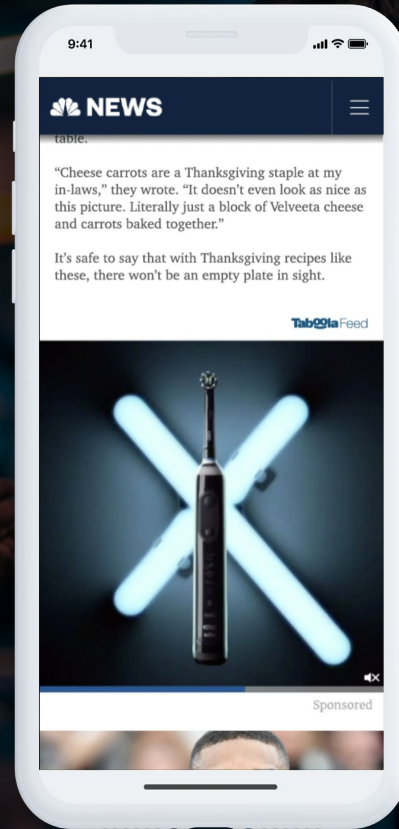 9:41
NEWS
table.
“Cheese carrots are a Thanksgiving staple at my
in-laws,” they wrote. “It doesn’t even look as nice as
this picture. Literally just a block of Velveeta cheese
and carrots baked together.”
It’s safe to say that with Thanksgiving recipes like
these, there won’t be an empty plate in sight.
Taboola Feed
Sponsored